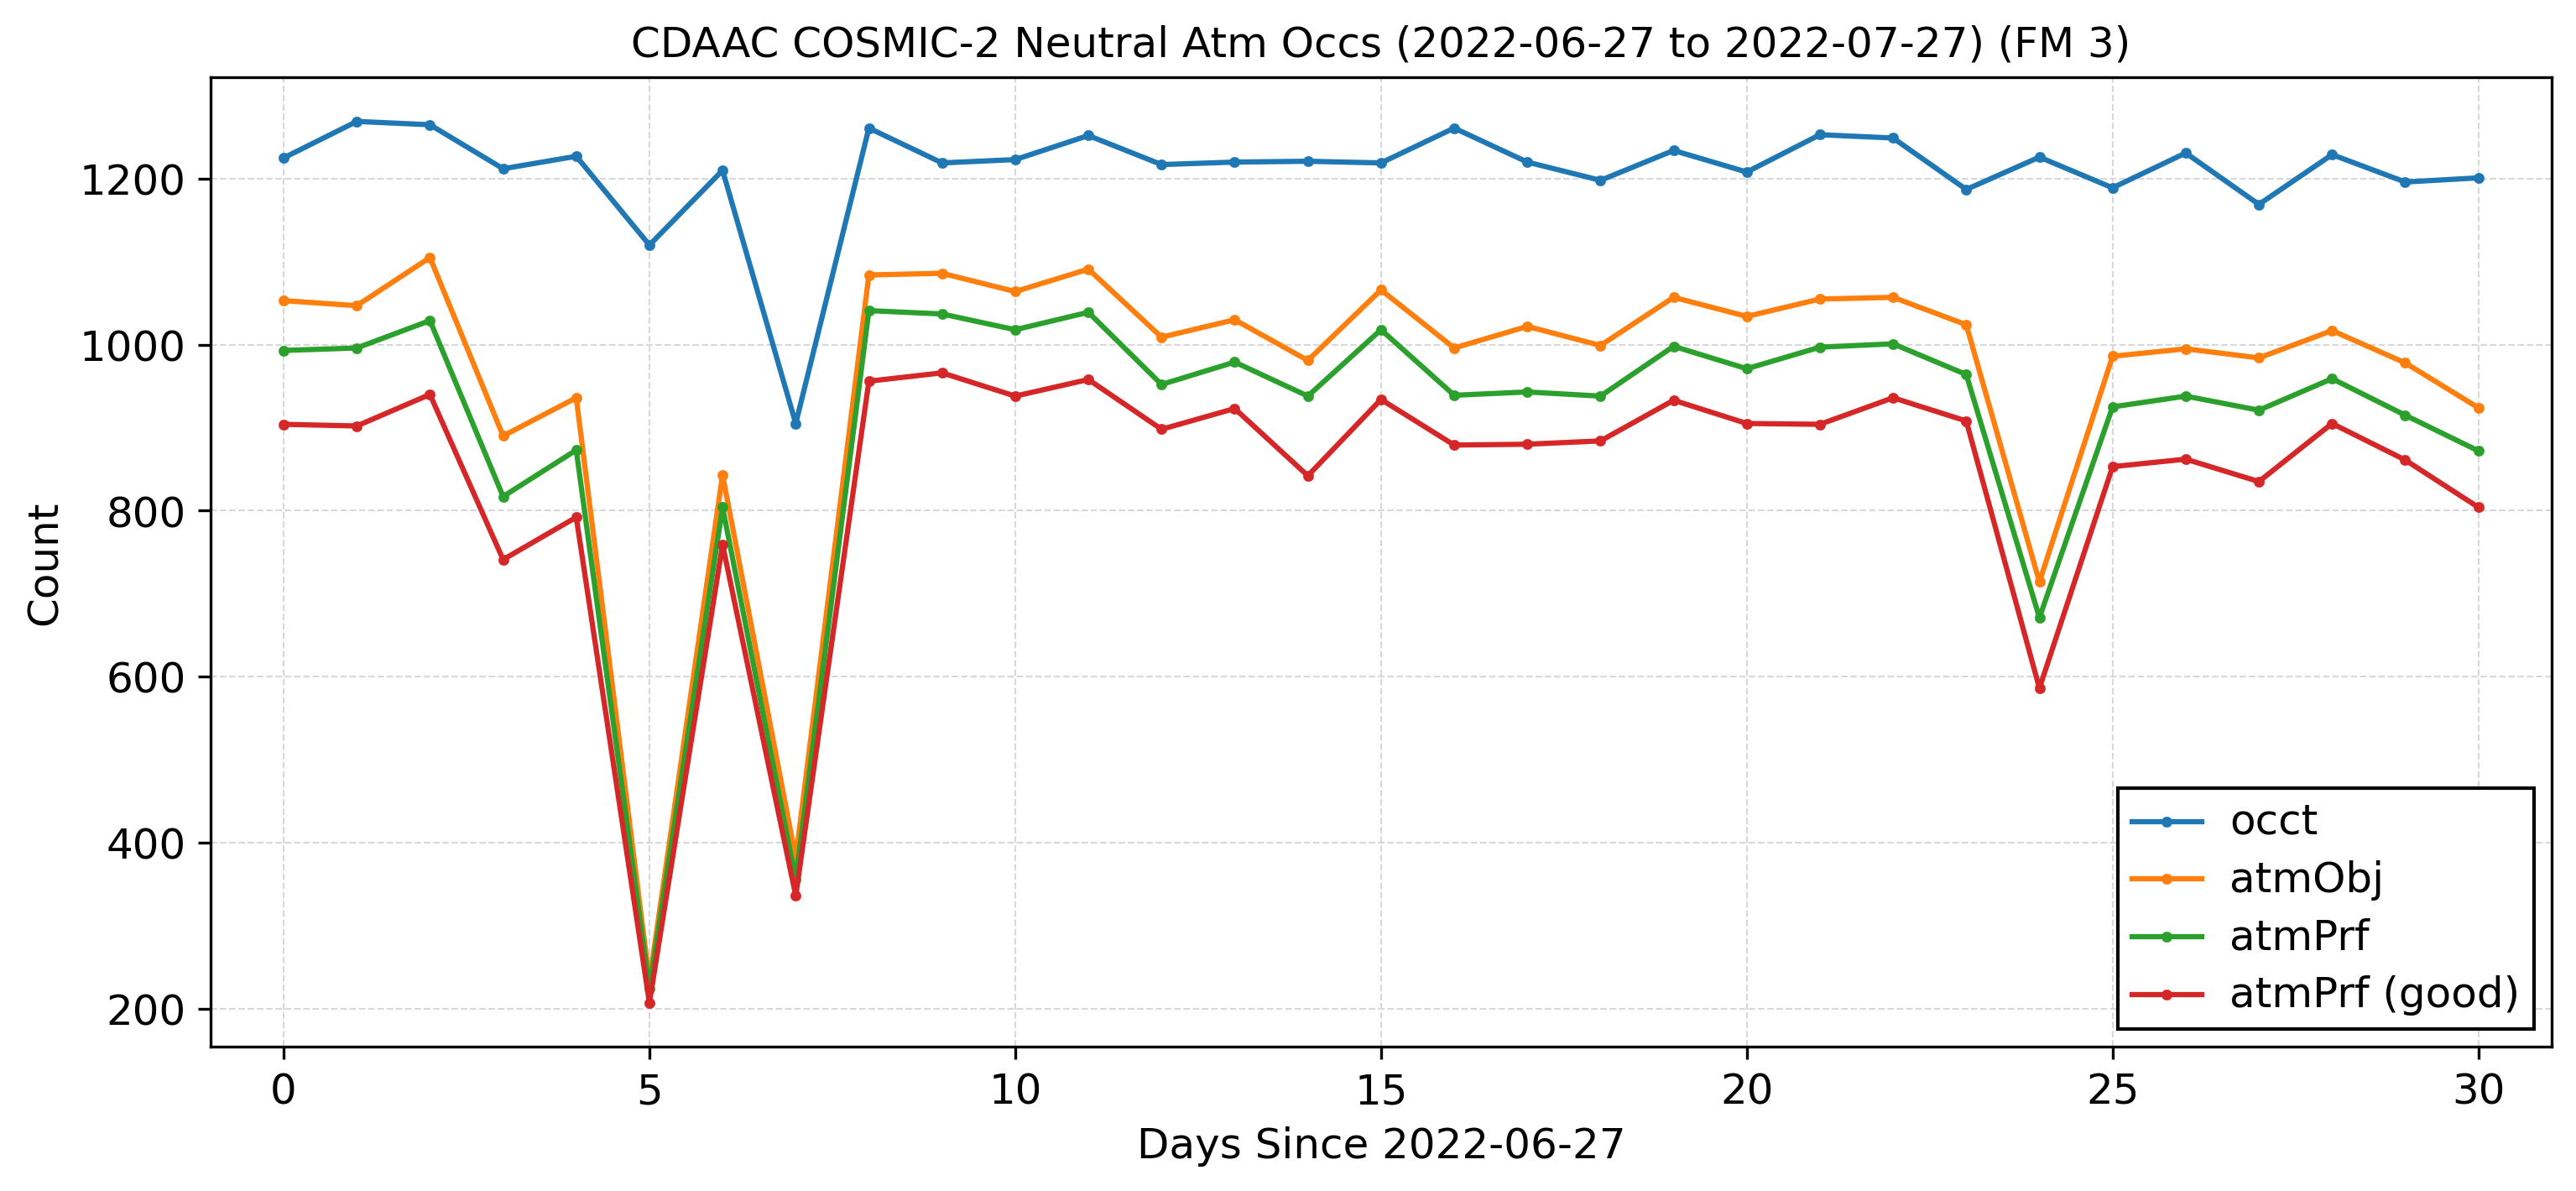 CDAAC COSMIC-2 Neutral Atm Occs (2022-06-27 to 2022-07-27) (FM 3)
1200
1000
800
600
400
200
Count
0 5 10 15 20 25 30
Days Since 2022-06-27
occt
atmObj
atmPrf
atmPrf (good)